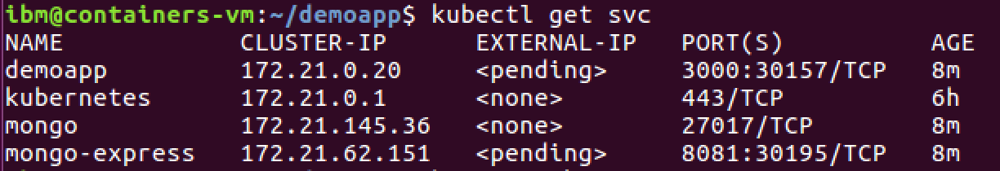 ibm@containers-vm:~/demoapp$ kubectl get svc
NAME CLUSTER-IP EXTERNAL-IP PORT(S) AGE
demoapp 172.21.0.20 <pending> 3000:30157/TCP 8m
kubernetes 172.21.0.1 <none> 443/TCP 6h
mongo 172.21.145.36 <none> 27017/TCP 8m
mongo-express 172.21.62.151 <pending> 8081:30195/TCP 8m